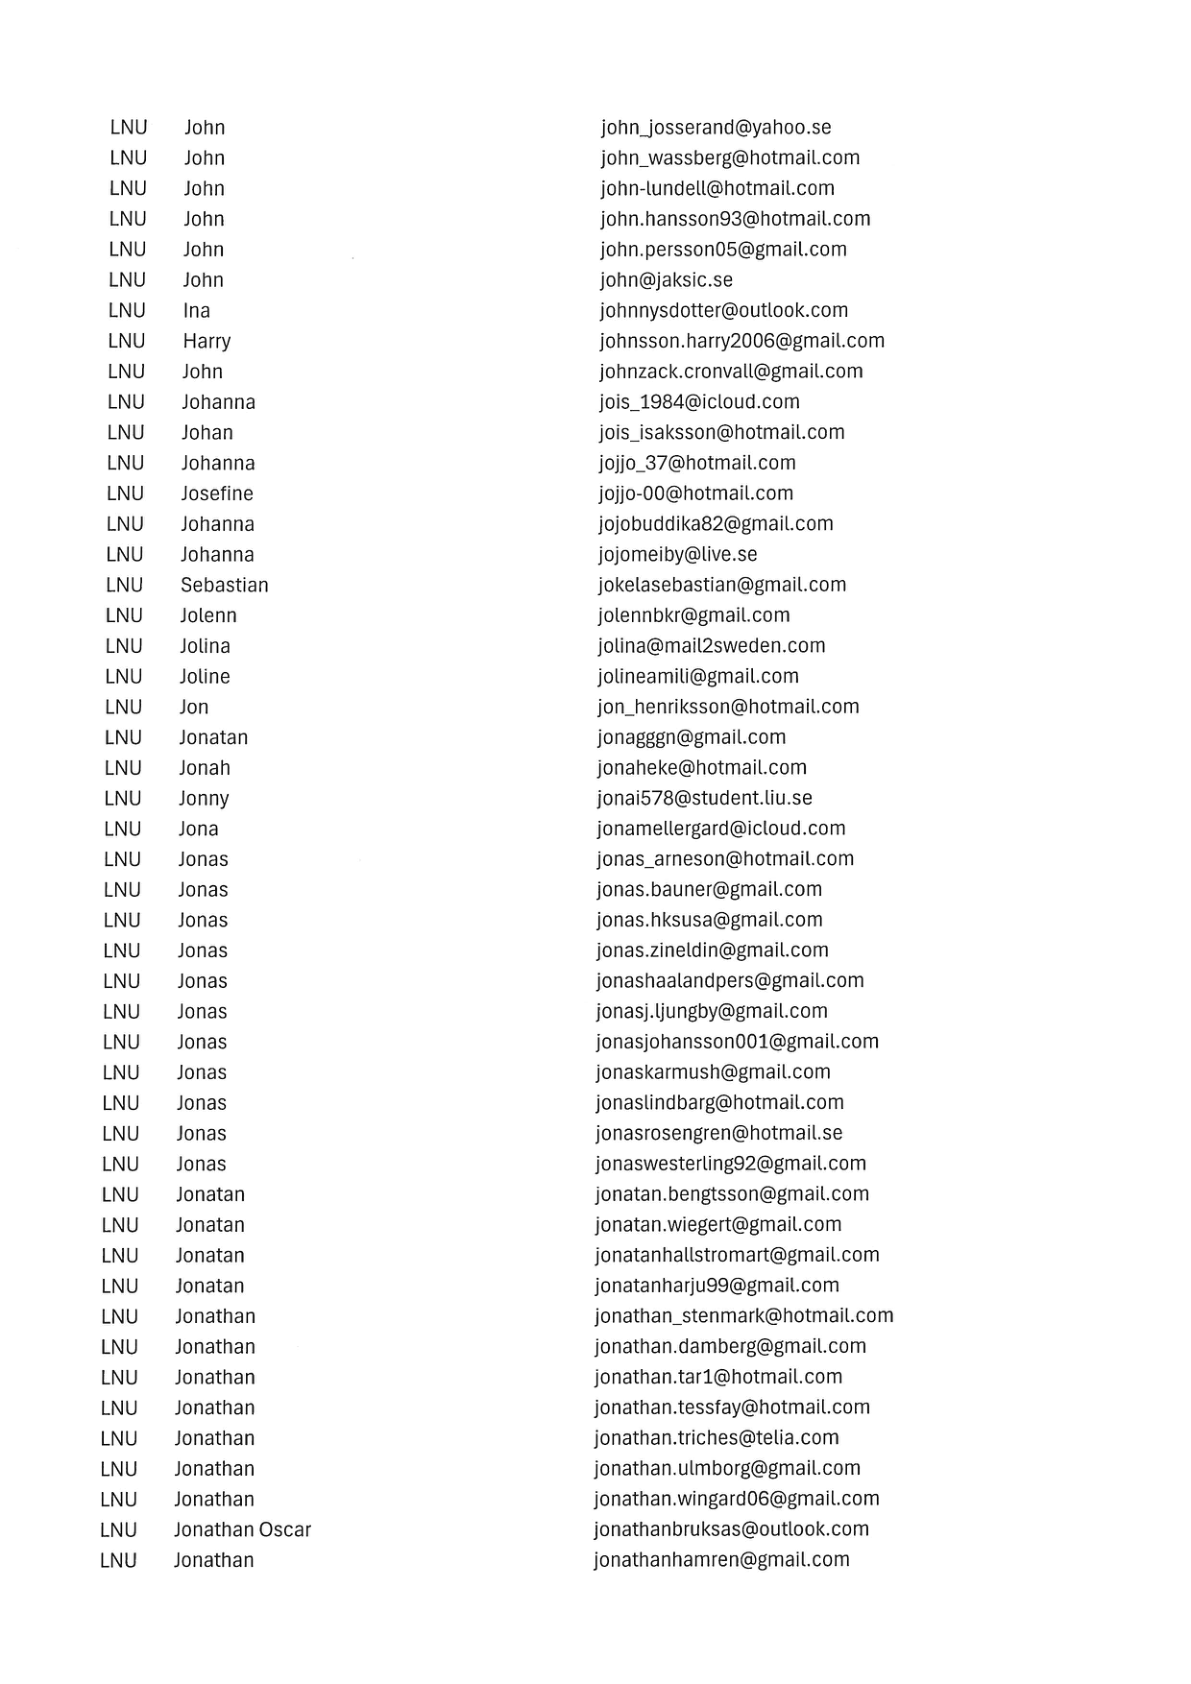 LNU John john_josserand@yahoo.se
LNU John john_wassberg@hotmail.com
LNU John john-lundell@hotmail.com
LNU John john.hansson93@hotmail.com
LNU John john.persson05@gmail.com
LNU John john@jaksic.se
LNU Ina johnnysdotter@outlook.com
LNU Harry johnsson.harry2006@gmail.com
LNU John johnzack.cronvall@gmail.com
LNU Johanna jois_1984@icloud.com
LNU Johan jois_isaksson@hotmail.com
LNU Johanna jojjo_37@hotmail.com
LNU Josefine jojjo-00@hotmail.com
LNU Johanna jojobuddika82@gmail.com
LNU Johanna jojomeiby@live.se
LNU Sebastian jokelasebastian@gmail.com
LNU Jolenn jolennbkr@gmail.com
LNU Jolina jolina@mail2sweden.com
LNU Joline jolineamili@gmail.com
LNU Jon jon_henriksson@hotmail.com
LNU Jonatan jonagggn@gmail.com
LNU Jonah jonaheke@hotmail.com
LNU Jonny jonai578@student.liu.se
LNU Jona jonamellergard@icloud.com
LNU Jonas jonas_arneson@hotmail.com
LNU Jonas jonas.bauner@gmail.com
LNU Jonas jonas.hksusa@gmail.com
LNU Jonas jonas.zineldin@gmail.com
LNU Jonas jonashaalandpers@gmail.com
LNU Jonas jonasj.ljungby@gmail.com
LNU Jonas jonasjohansson001@gmail.com
LNU Jonas jonaskarmush@gmail.com
LNU Jonas jonaslindbarg@hotmail.com
LNU Jonas jonasrosengren@hotmail.se
LNU Jonas jonaswesterling92@gmail.com
LNU Jonatan jonatan.bengtsson@gmail.com
LNU Jonatan jonatan.wiegert@gmail.com
LNU Jonatan jonatanhallstromart@gmail.com
LNU Jonatan jonatanharju99@gmail.com
LNU Jonathan jonathan_stenmark@hotmail.com
LNU Jonathan jonathan.damberg@gmail.com
LNU Jonathan jonathan.tar1@hotmail.com
LNU Jonathan jonathan.tessfay@hotmail.com
LNU Jonathan jonathan.triches@telia.com
LNU Jonathan jonathan.ulmborg@gmail.com
LNU Jonathan jonathan.wingard06@gmail.com
LNU Jonathan Oscar jonathanbruksas@outlook.com
LNU Jonathan jonathanhamren@gmail.com